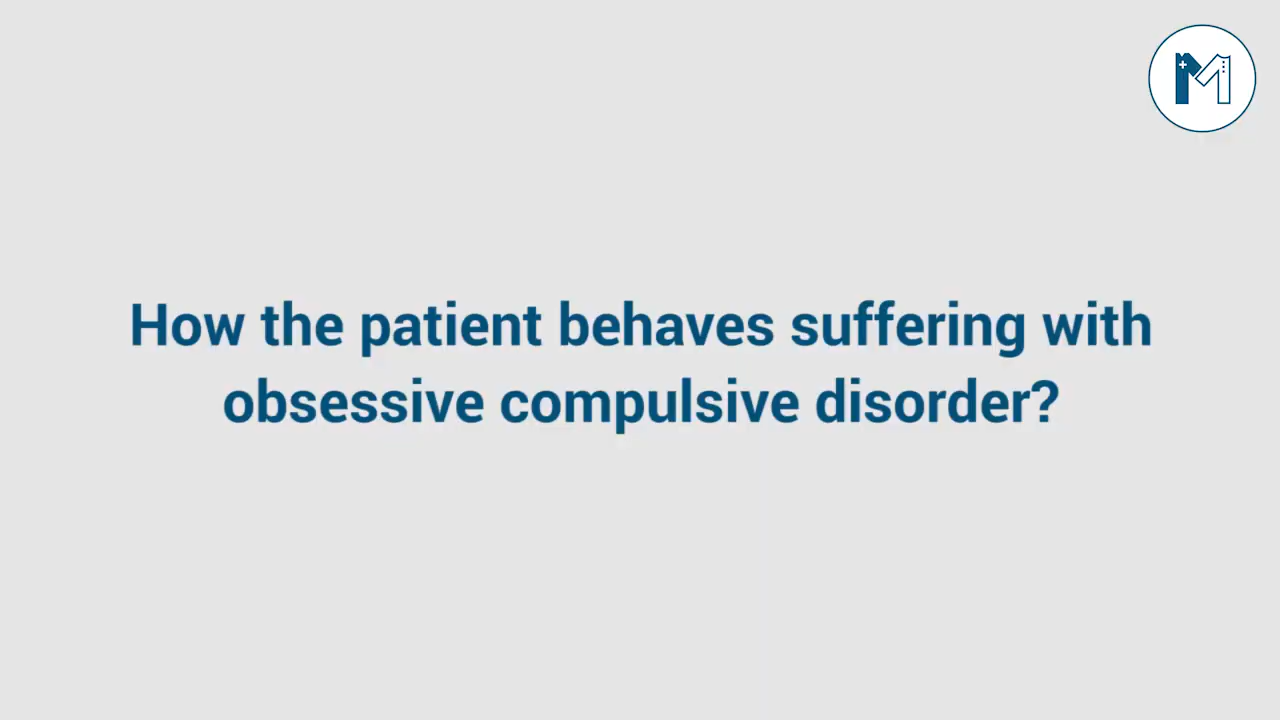 M
How the patient behaves suffering with
obsessive compulsive disorder?